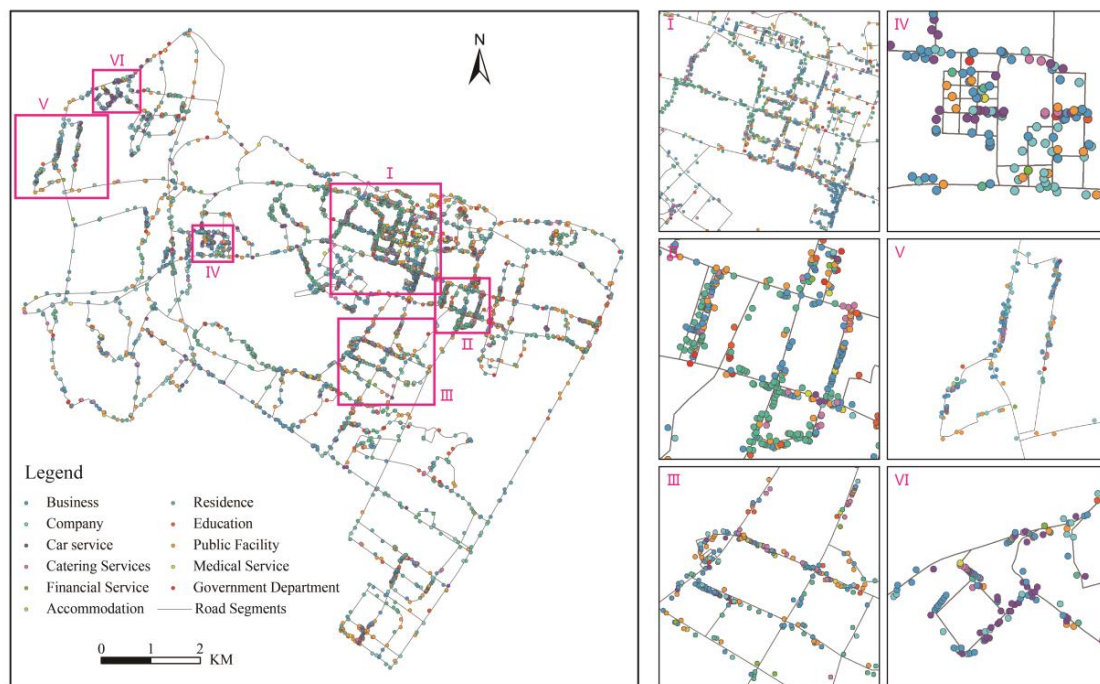 N
VI
V
I
IV
II
III
Legend
Business
Residence
Company
Education
Car service
Public Facility
Catering Services
Medical Service
Financial Service
Government Department
Accommodation
Road Segments
0 1 2
KM
I
IV
V
III
VI